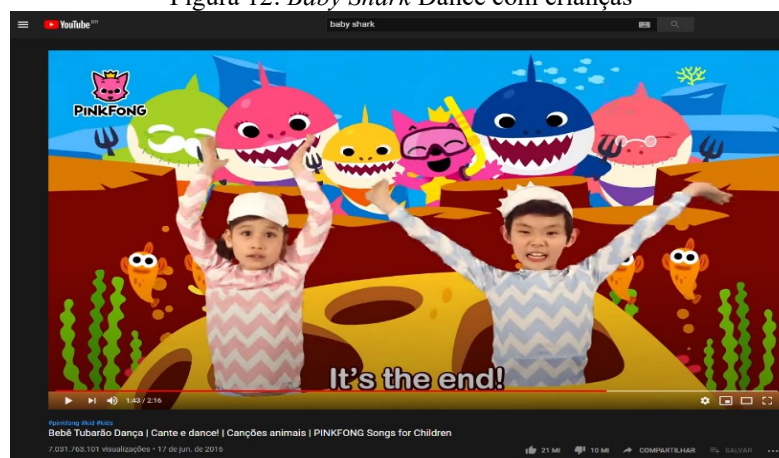 Figura 12: Baby Shark Dance com crianças
YouTube BR
baby shark
PINKFONG
It's the end!
1:43 / 2:16
#pinkfong #kid #kids
Bebê Tubarão Dança | Cante e dance! | Canções animais | PINKFONG Songs for Children
7.031.763.101 visualizações • 17 de jun. de 2016
21 MI
10 MI
COMPARTILHAR
SALVAR